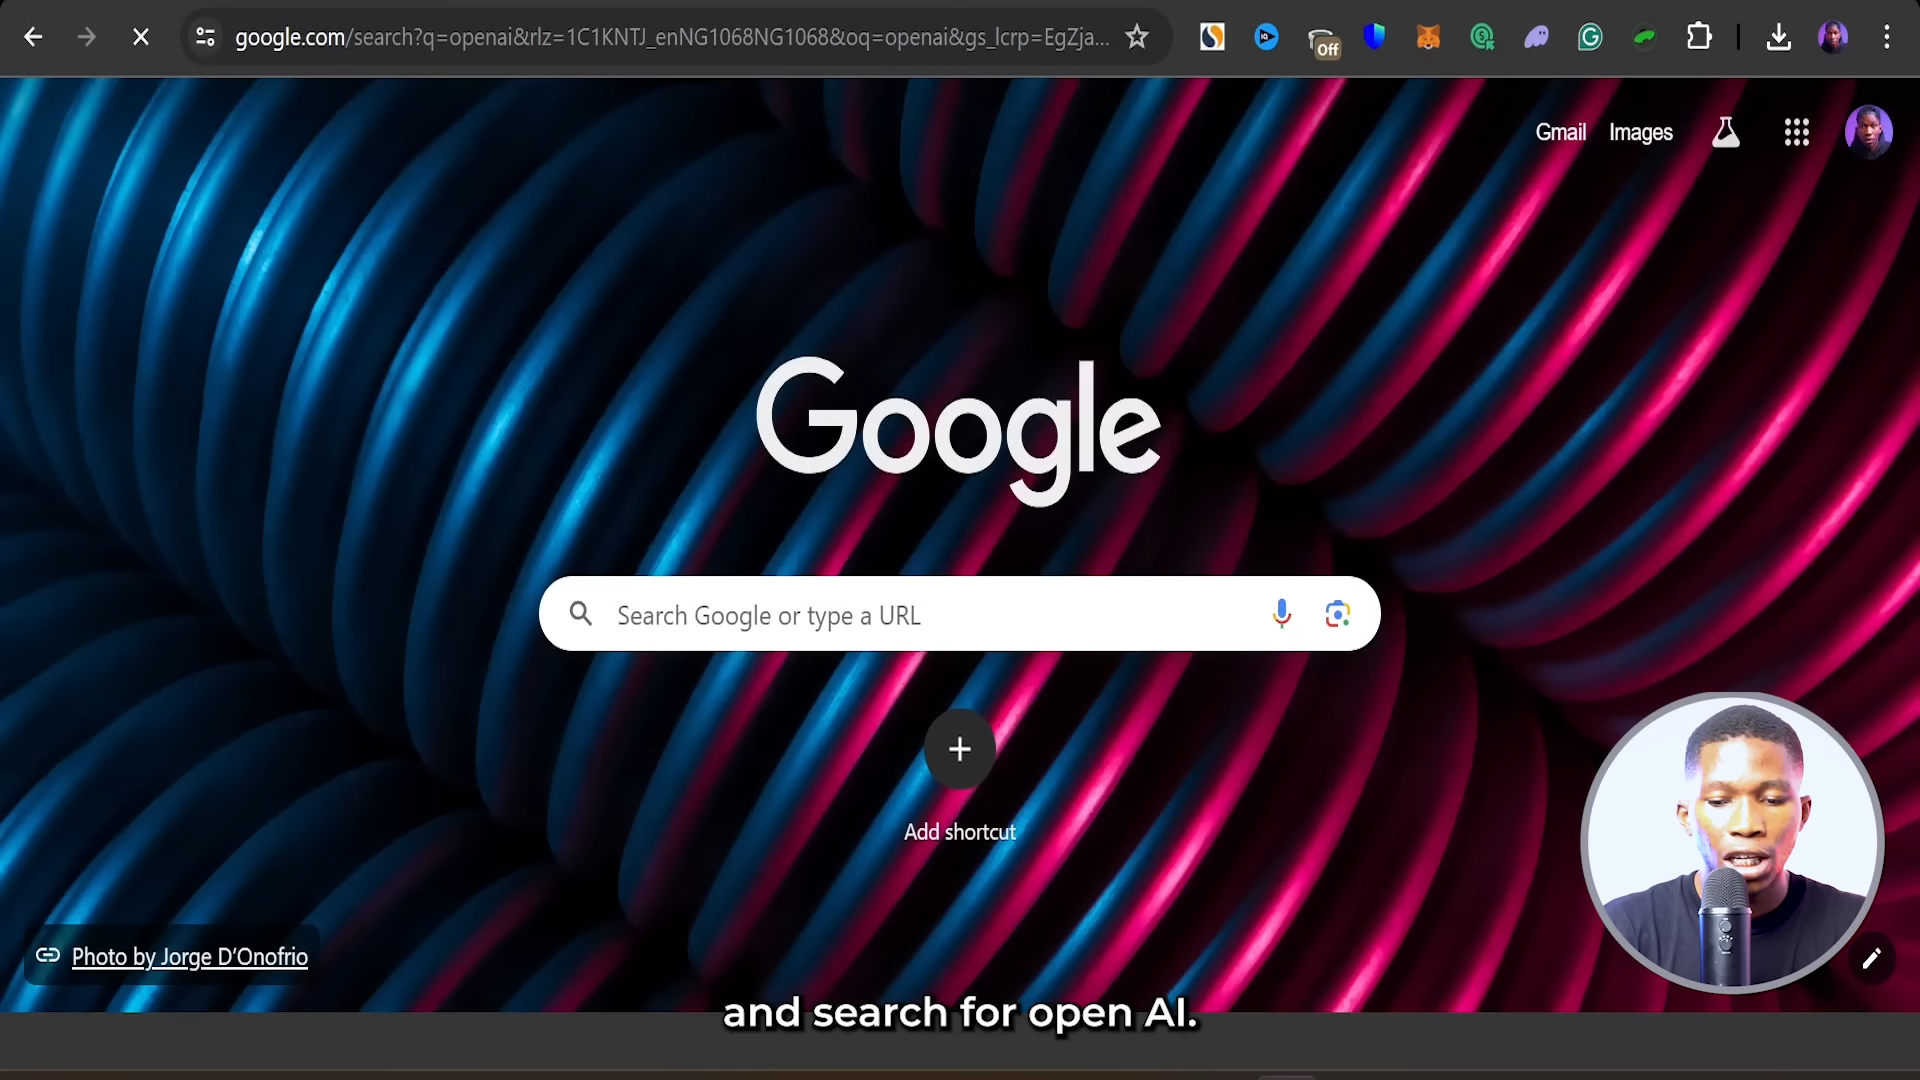 google.com/search?q=openai&rlz=1C1KNTJ_enNG1068NG1068&oq=openai&gs_lcrp=EgZja...
Off
Gmail Images
Google
Search Google or type a URL
Add shortcut
Photo by Jorge D'Onofrio
and search for open AI.